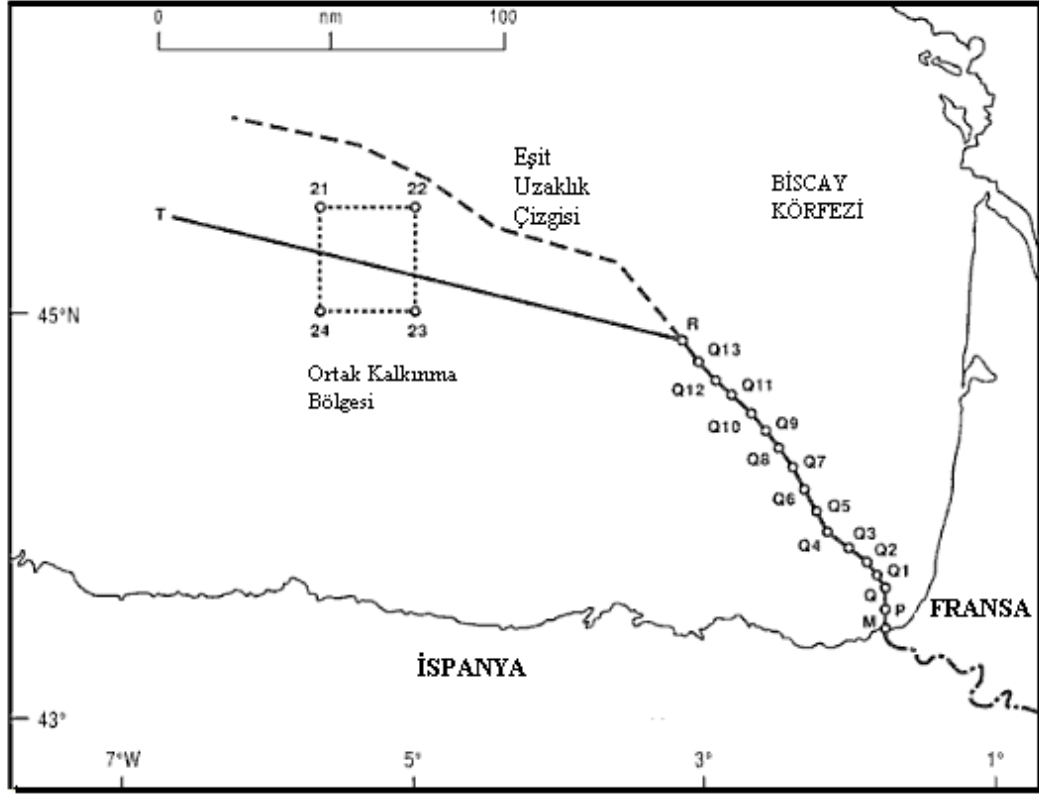 0 nm 100
Eşit
Uzaklık
Çizgisi
BİSCAY
KÖRFEZİ
21 22
T
45°N
24 23
Ortak Kalkınma
Bölgesi
R
Q13
Q12 Q11
Q10 Q9
Q8 Q7
Q6 Q5
Q4 Q3
Q2
Q1
Q P
M
FRANSA
İSPANYA
43°
7°W 5° 3° 1°